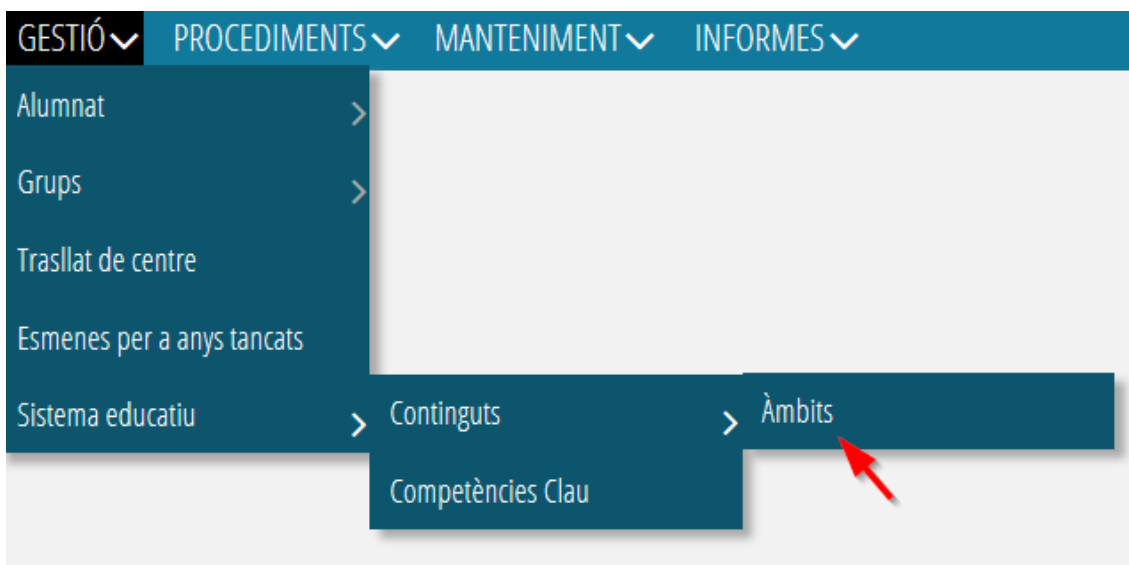 GESTIÓ PROCEDIMENTS MANTENIMENT INFORMES
Alumnat
Grups
Trasllat de centre
Esmenes per a anys tancats
Sistema educatiu Continguts Àmbits
Competències Clau